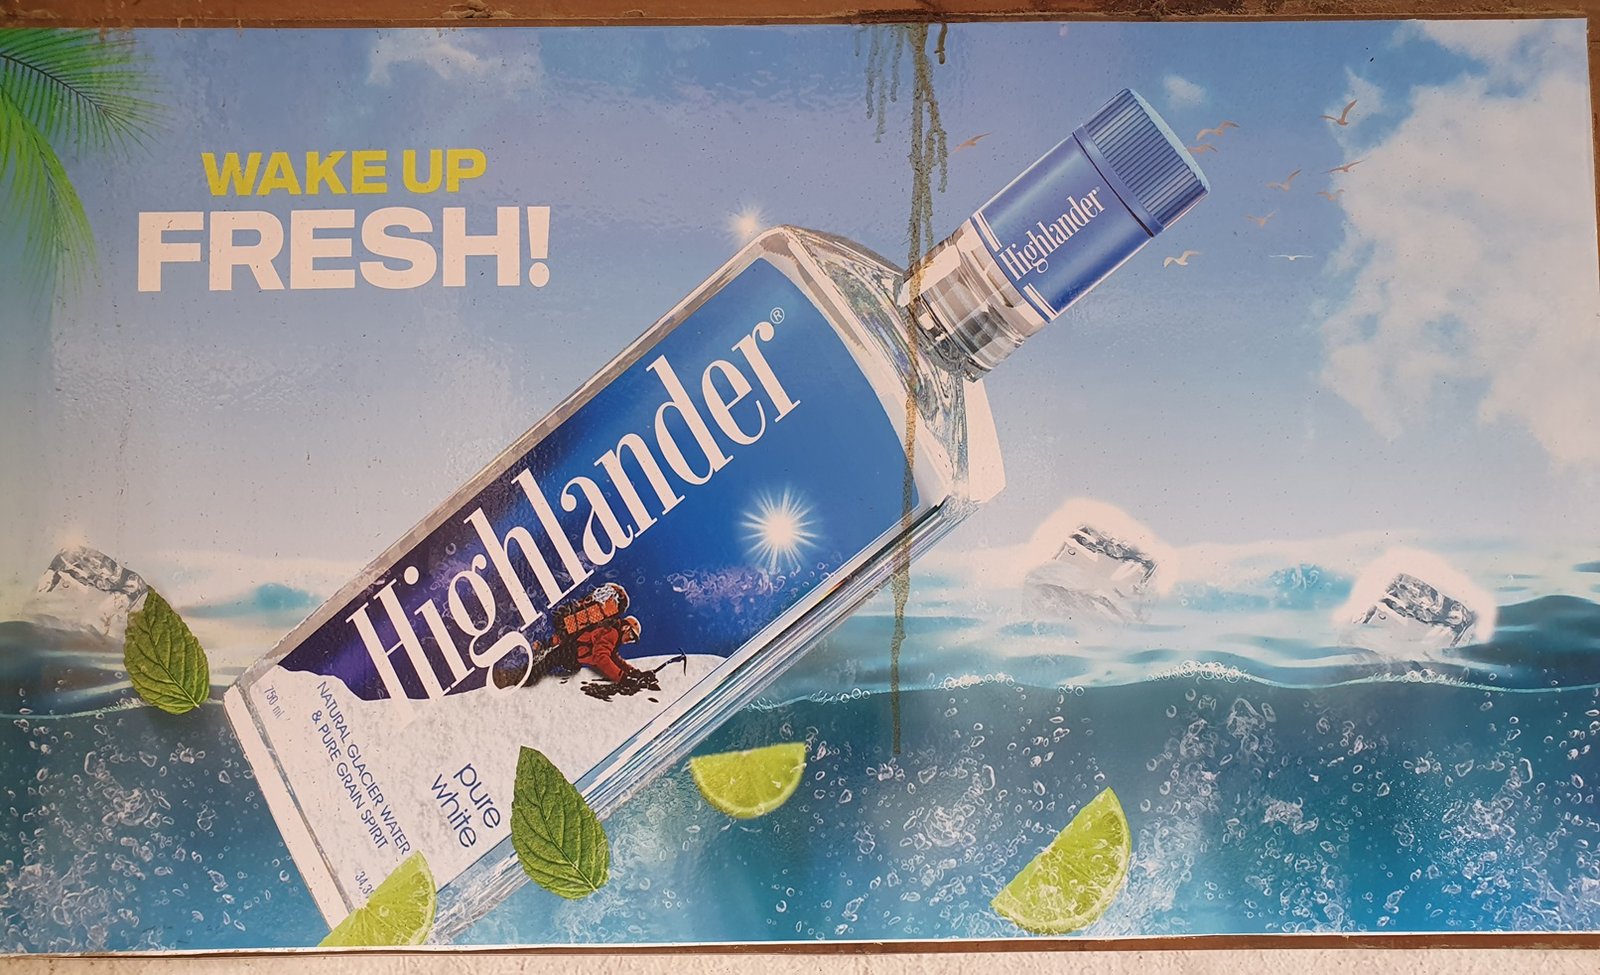 WAKE UP
FRESH!
Highlander
Highlander®
750 ml
NATURAL GLACIER WATER
& PURE GRAIN SPIRIT
pure
white